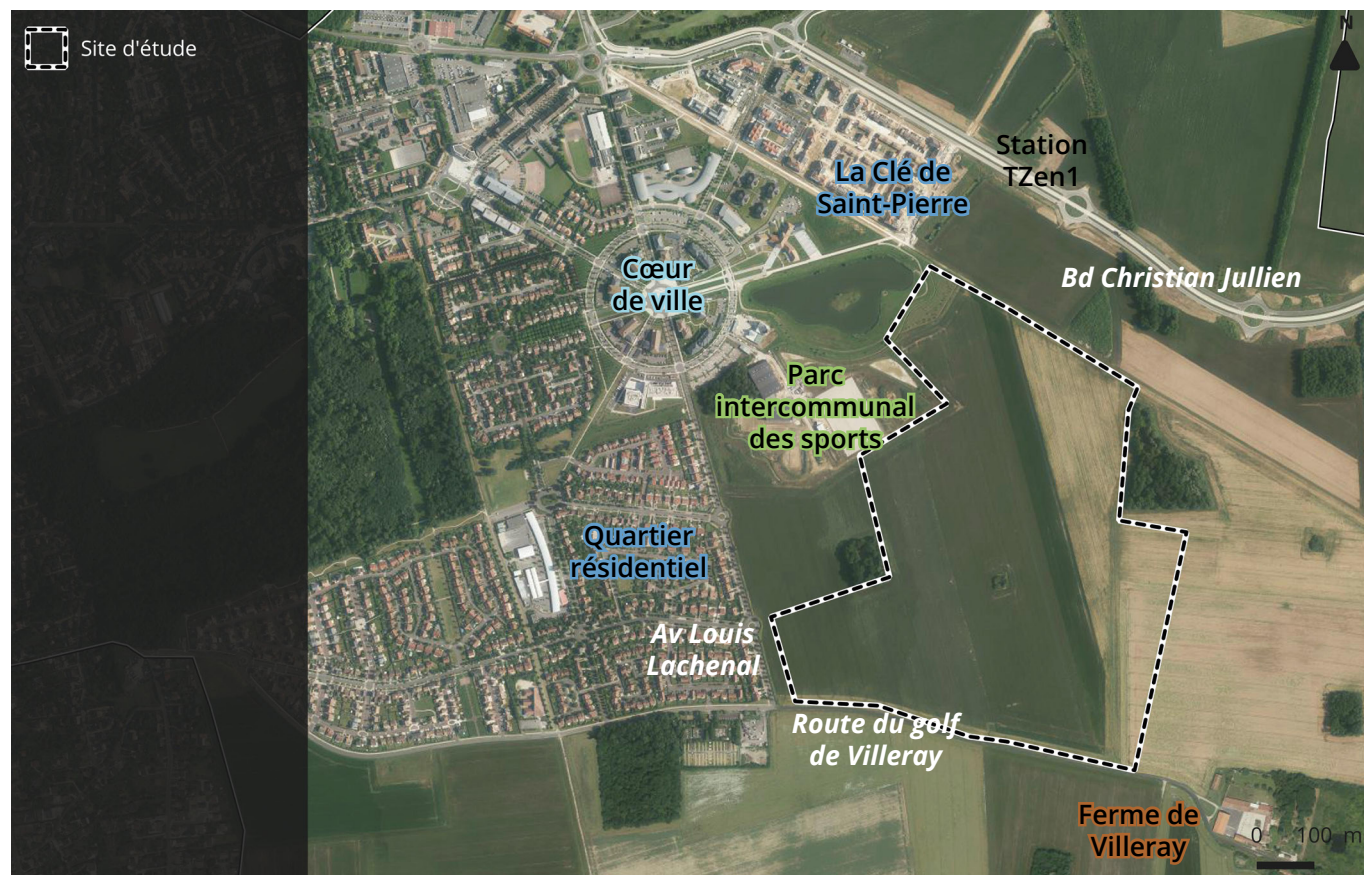 Site d'étude
N
Station
TZen1
La Clé de
Saint-Pierre
Bd Christian Jullien
Cœur
de ville
Parc
intercommunal
des sports
Quartier
résidentiel
Av Louis
Lachenal
Route du golf
de Villeray
Ferme de
Villeray
0 100 m